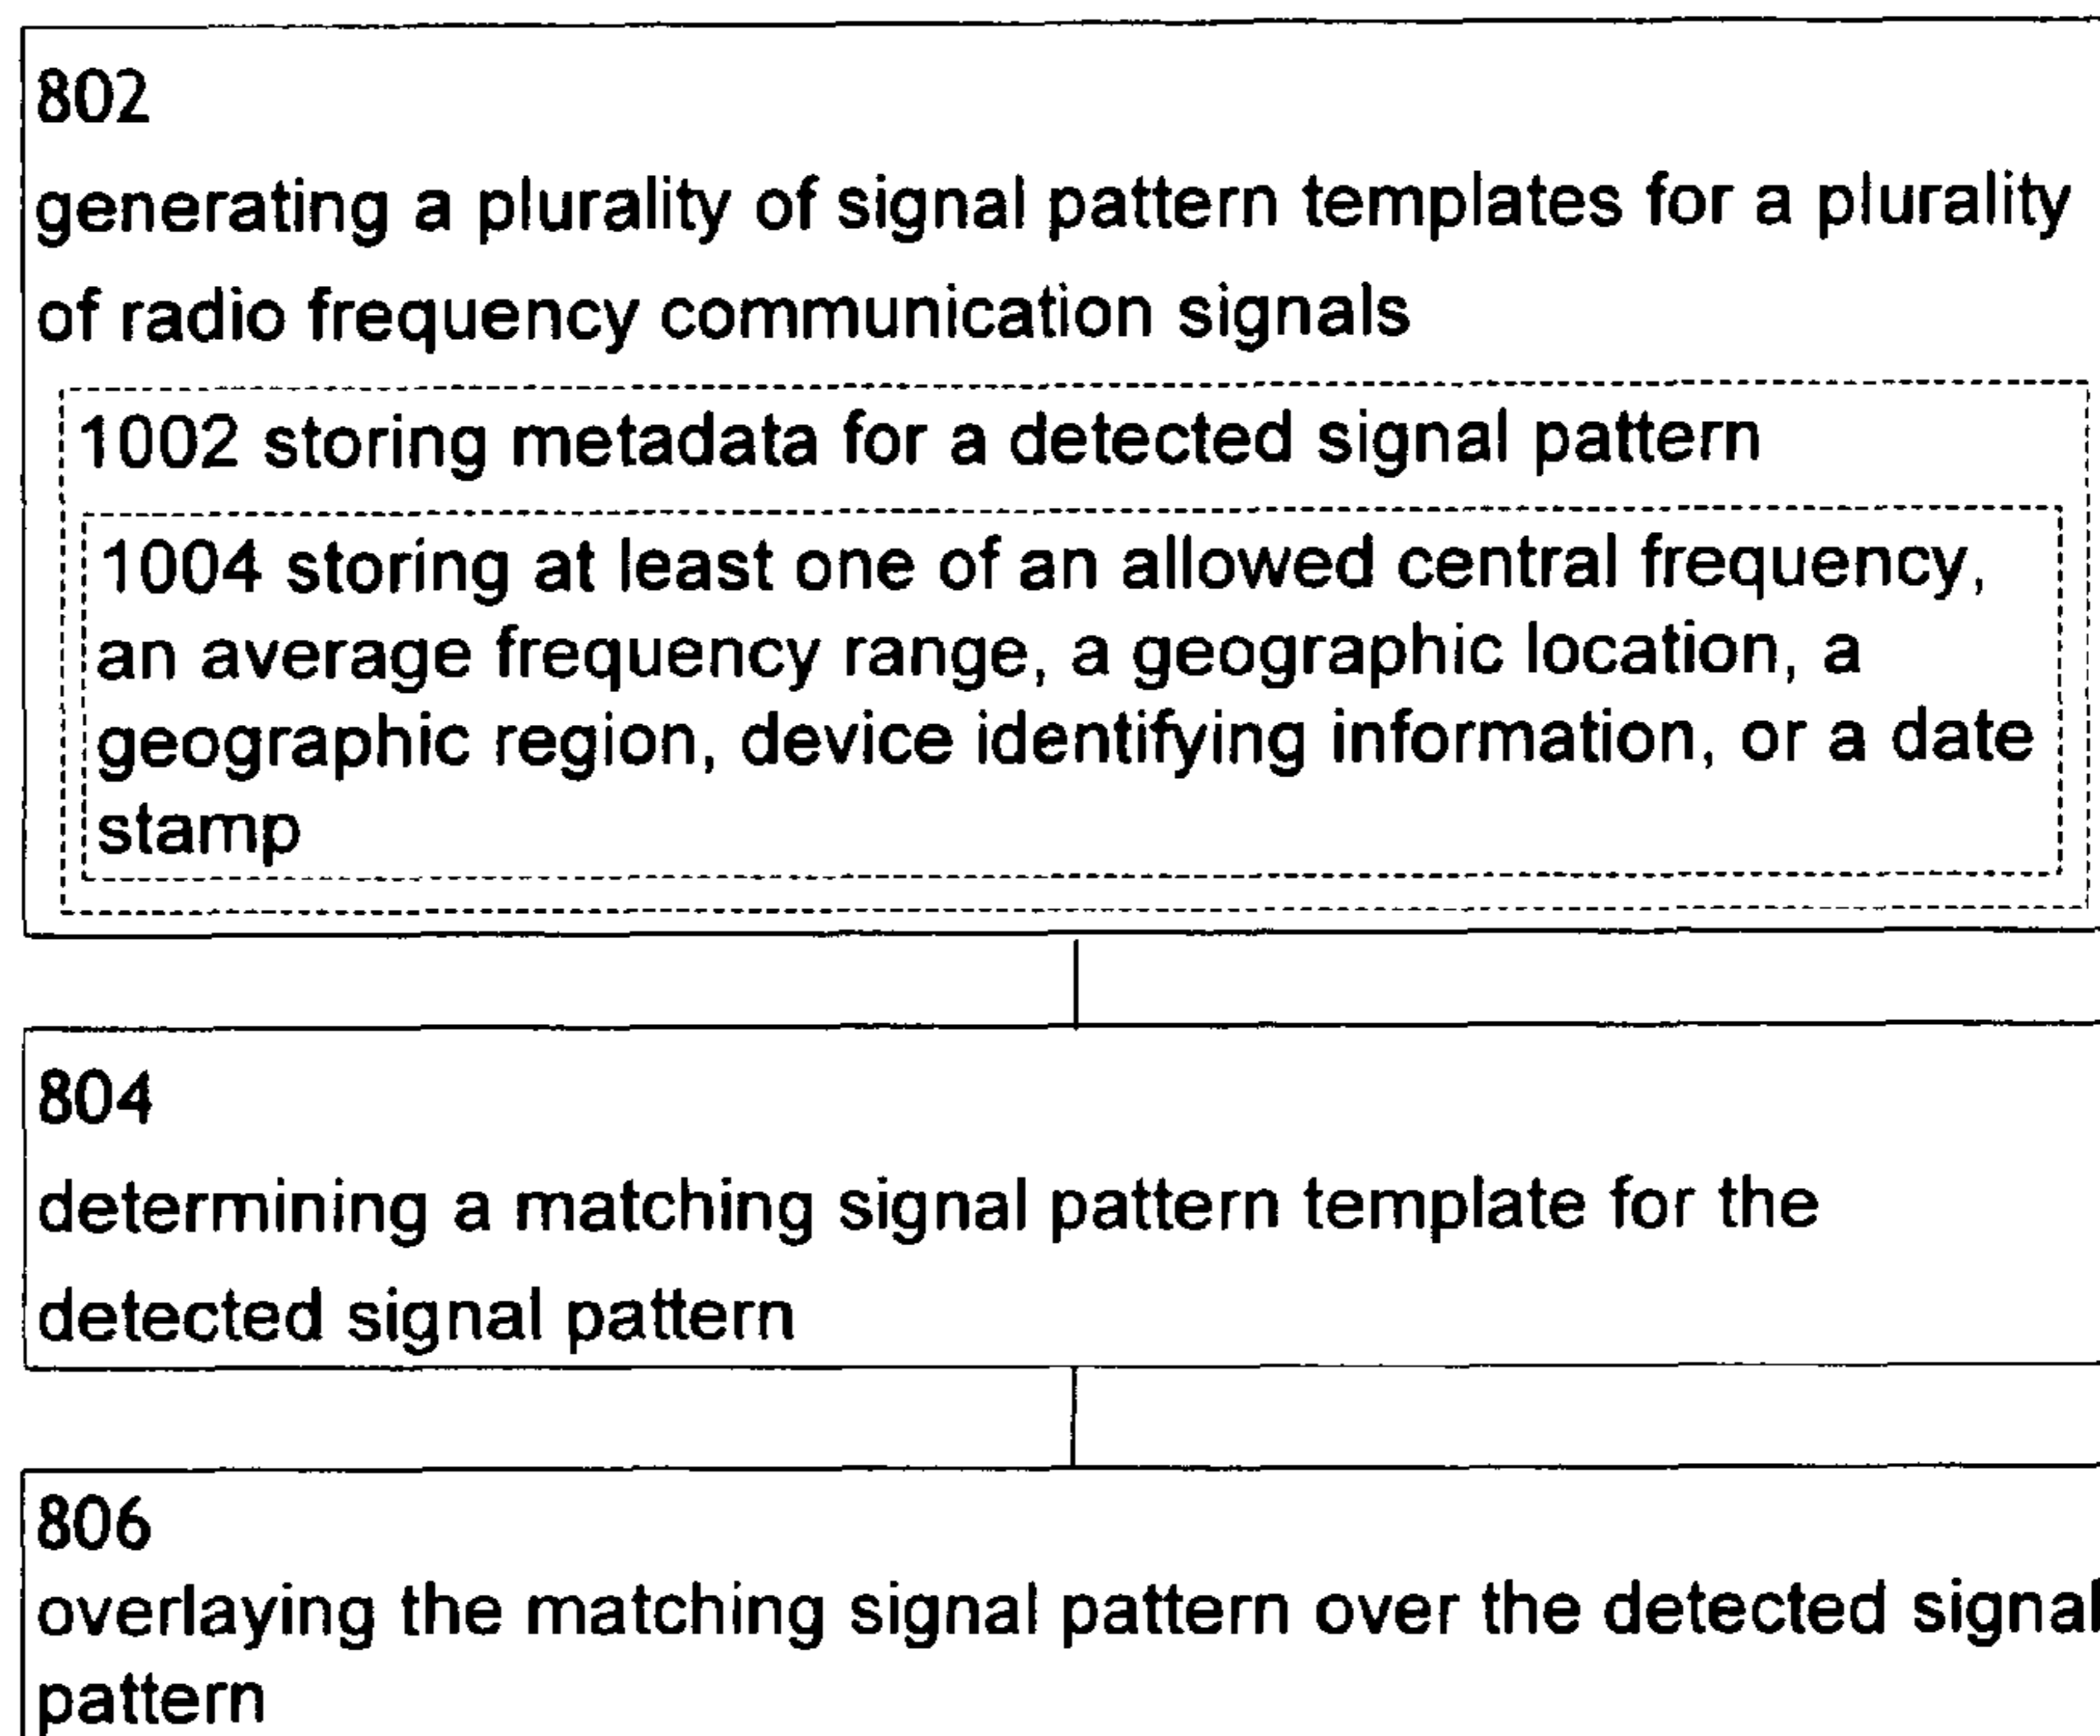 802
generating a plurality of signal pattern templates for a plurality
of radio frequency communication signals
1002 storing metadata for a detected signal pattern
1004 storing at least one of an allowed central frequency,
an average frequency range, a geographic location, a
geographic region, device identifying information, or a date
stamp
804
determining a matching signal pattern template for the
detected signal pattern
806
overlaying the matching signal pattern over the detected signal
pattern